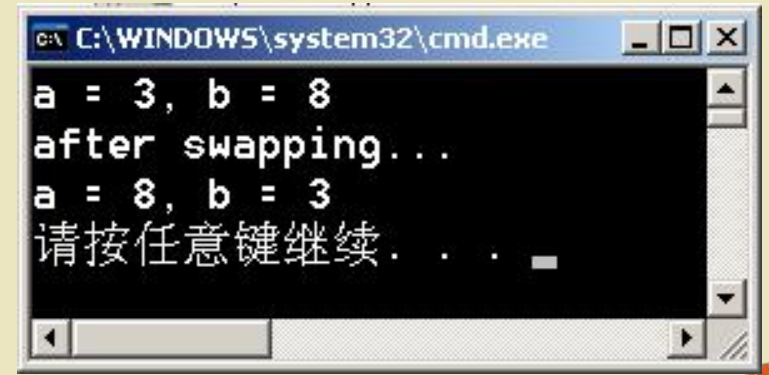 C:\WINDOWS\system32\cmd.exe
a = 3, b = 8
after swapping...
a = 8, b = 3
请按任意键继续. . .